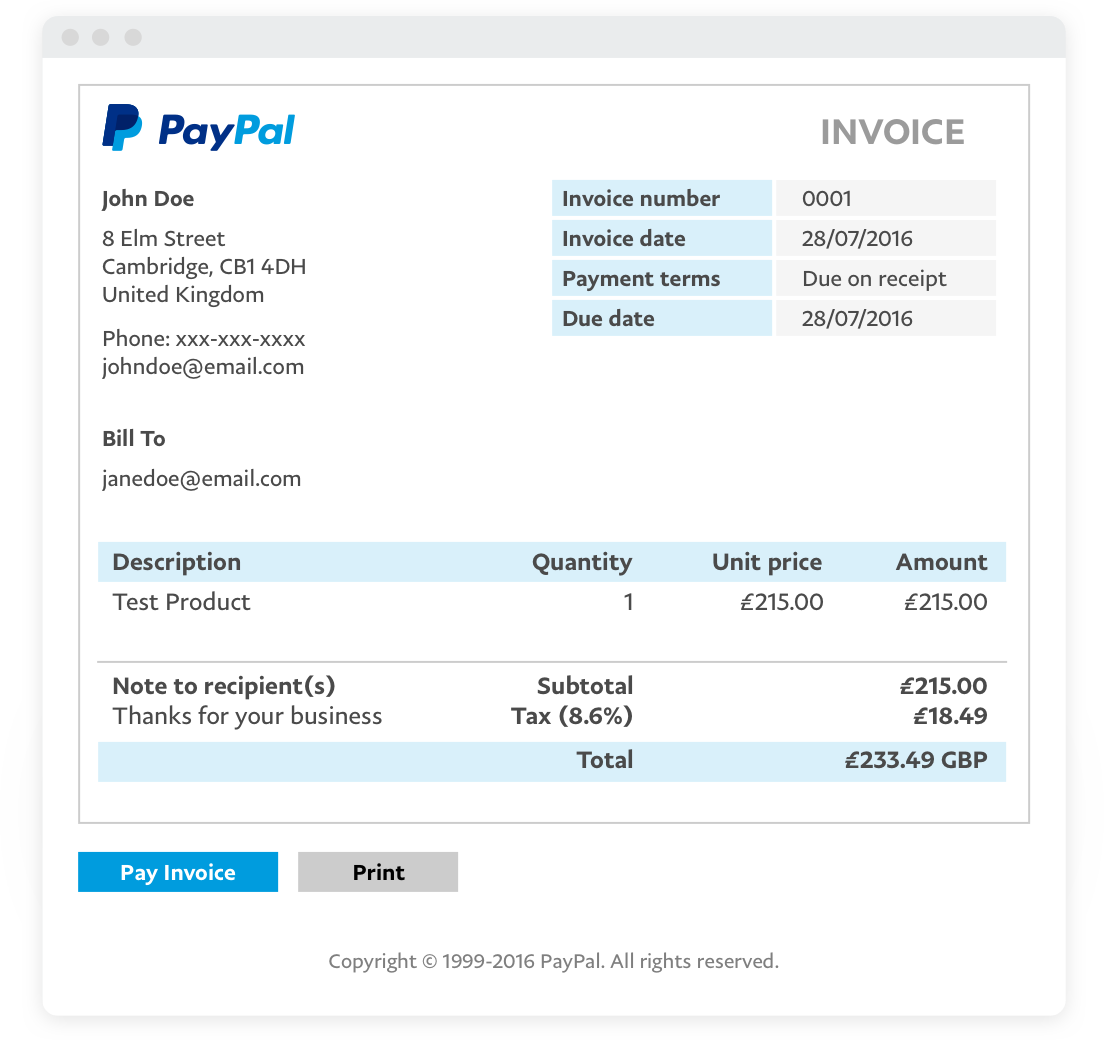 PayPal
INVOICE
John Doe
8 Elm Street
Cambridge, CB1 4DH
United Kingdom
Phone: xxx-xxx-xxxx
johndoe@email.com
Invoice number 0001
Invoice date 28/07/2016
Payment terms Due on receipt
Due date 28/07/2016
Bill To
janedoe@email.com
Description Quantity Unit price Amount
Test Product 1 £215.00 £215.00
Note to recipient(s) Subtotal £215.00
Thanks for your business Tax (8.6%) £18.49
Total £233.49 GBP
Pay Invoice Print
Copyright © 1999-2016 PayPal. All rights reserved.